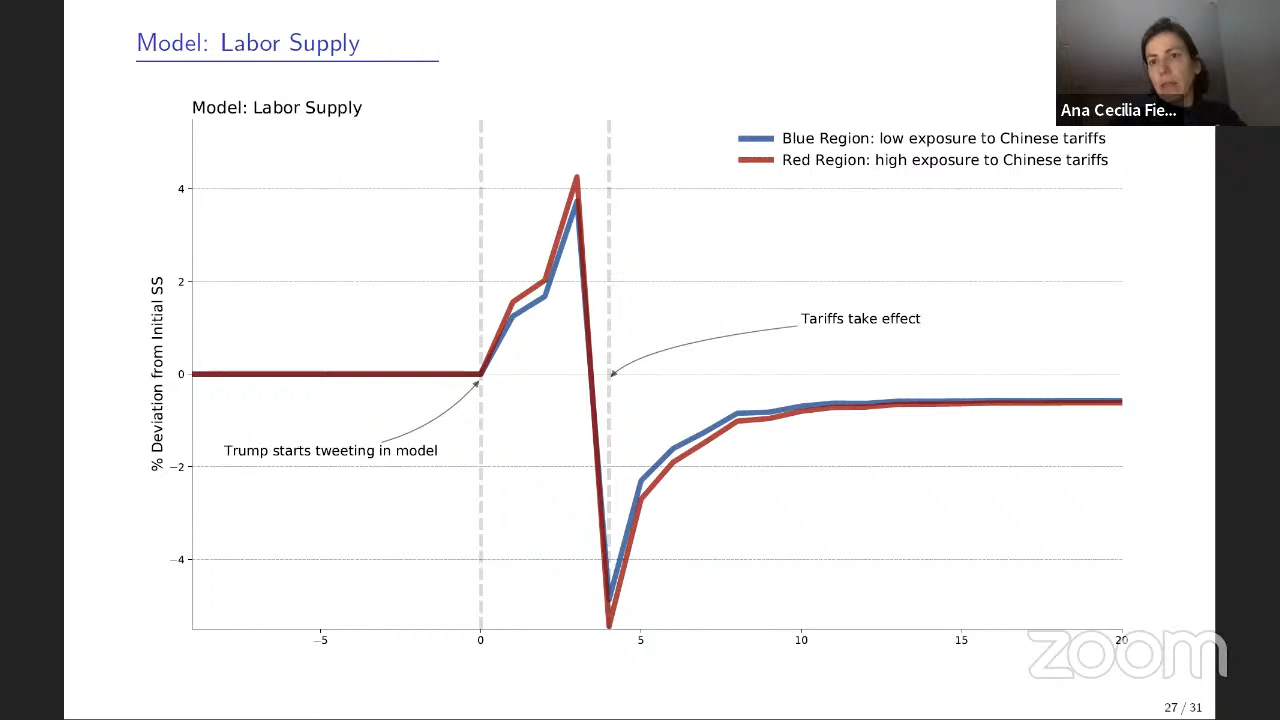 Model: Labor Supply
Ana Cecilia Fie...
Model: Labor Supply
Blue Region: low exposure to Chinese tariffs
Red Region: high exposure to Chinese tariffs
4
2
0
−2
−4
% Deviation from Initial SS
Tariffs take effect
Trump starts tweeting in model
−5
0
5
10
15
20
zoom
27 / 31